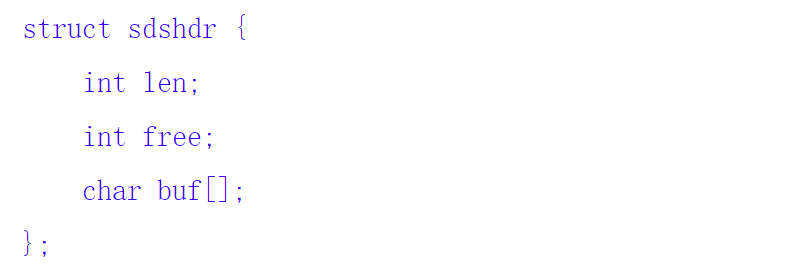 struct sdshdr {
    int len;
    int free;
    char buf[];
};